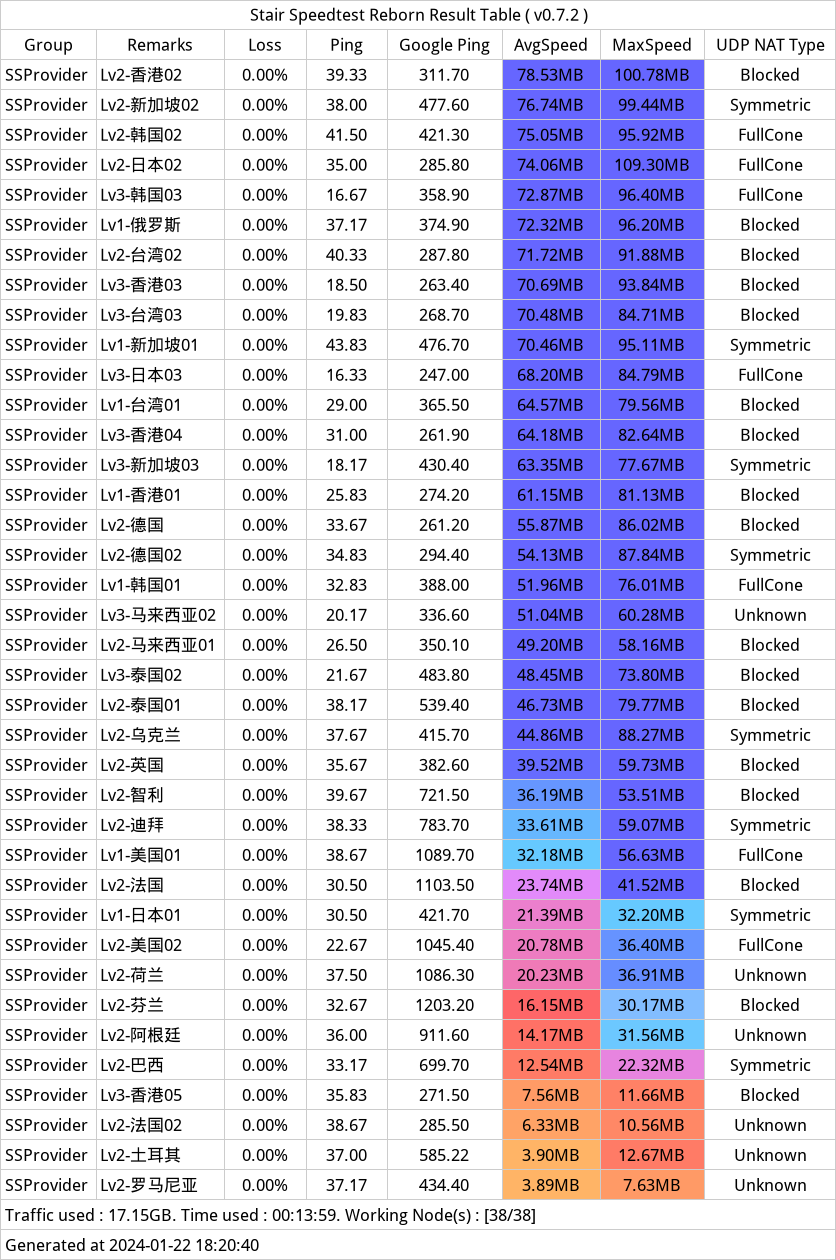 Stair Speedtest Reborn Result Table ( v0.7.2 )
Group Remarks Loss Ping Google Ping AvgSpeed MaxSpeed UDP NAT Type
SSProvider Lv2-香港02 0.00% 39.33 311.70 78.53MB 100.78MB Blocked
SSProvider Lv2-新加坡02 0.00% 38.00 477.60 76.74MB 99.44MB Symmetric
SSProvider Lv2-韩国02 0.00% 41.50 421.30 75.05MB 95.92MB FullCone
SSProvider Lv2-日本02 0.00% 35.00 285.80 74.06MB 109.30MB FullCone
SSProvider Lv3-韩国03 0.00% 16.67 358.90 72.87MB 96.40MB FullCone
SSProvider Lv1-俄罗斯 0.00% 37.17 374.90 72.32MB 96.20MB Blocked
SSProvider Lv2-台湾02 0.00% 40.33 287.80 71.72MB 91.88MB Blocked
SSProvider Lv3-香港03 0.00% 18.50 263.40 70.69MB 93.84MB Blocked
SSProvider Lv3-台湾03 0.00% 19.83 268.70 70.48MB 84.71MB Blocked
SSProvider Lv1-新加坡01 0.00% 43.83 476.70 70.46MB 95.11MB Symmetric
SSProvider Lv3-日本03 0.00% 16.33 247.00 68.20MB 84.79MB FullCone
SSProvider Lv1-台湾01 0.00% 29.00 365.50 64.57MB 79.56MB Blocked
SSProvider Lv3-香港04 0.00% 31.00 261.90 64.18MB 82.64MB Blocked
SSProvider Lv3-新加坡03 0.00% 18.17 430.40 63.35MB 77.67MB Symmetric
SSProvider Lv1-香港01 0.00% 25.83 274.20 61.15MB 81.13MB Blocked
SSProvider Lv2-德国 0.00% 33.67 261.20 55.87MB 86.02MB Blocked
SSProvider Lv2-德国02 0.00% 34.83 294.40 54.13MB 87.84MB Symmetric
SSProvider Lv1-韩国01 0.00% 32.83 388.00 51.96MB 76.01MB FullCone
SSProvider Lv3-马来西亚02 0.00% 20.17 336.60 51.04MB 60.28MB Unknown
SSProvider Lv2-马来西亚01 0.00% 26.50 350.10 49.20MB 58.16MB Blocked
SSProvider Lv3-泰国02 0.00% 21.67 483.80 48.45MB 73.80MB Blocked
SSProvider Lv2-泰国01 0.00% 38.17 539.40 46.73MB 79.77MB Blocked
SSProvider Lv2-乌克兰 0.00% 37.67 415.70 44.86MB 88.27MB Symmetric
SSProvider Lv2-英国 0.00% 35.67 382.60 39.52MB 59.73MB Blocked
SSProvider Lv2-智利 0.00% 39.67 721.50 36.19MB 53.51MB Blocked
SSProvider Lv2-迪拜 0.00% 38.33 783.70 33.61MB 59.07MB Symmetric
SSProvider Lv1-美国01 0.00% 38.67 1089.70 32.18MB 56.63MB FullCone
SSProvider Lv2-法国 0.00% 30.50 1103.50 23.74MB 41.52MB Blocked
SSProvider Lv1-日本01 0.00% 30.50 421.70 21.39MB 32.20MB Symmetric
SSProvider Lv2-美国02 0.00% 22.67 1045.40 20.78MB 36.40MB FullCone
SSProvider Lv2-荷兰 0.00% 37.50 1086.30 20.23MB 36.91MB Unknown
SSProvider Lv2-芬兰 0.00% 32.67 1203.20 16.15MB 30.17MB Blocked
SSProvider Lv2-阿根廷 0.00% 36.00 911.60 14.17MB 31.56MB Unknown
SSProvider Lv2-巴西 0.00% 33.17 699.70 12.54MB 22.32MB Symmetric
SSProvider Lv3-香港05 0.00% 35.83 271.50 7.56MB 11.66MB Blocked
SSProvider Lv2-法国02 0.00% 38.67 285.50 6.33MB 10.56MB Unknown
SSProvider Lv2-土耳其 0.00% 37.00 585.22 3.90MB 12.67MB Unknown
SSProvider Lv2-罗马尼亚 0.00% 37.17 434.40 3.89MB 7.63MB Unknown
Traffic used : 17.15GB. Time used : 00:13:59. Working Node(s) : [38/38]
Generated at 2024-01-22 18:20:40